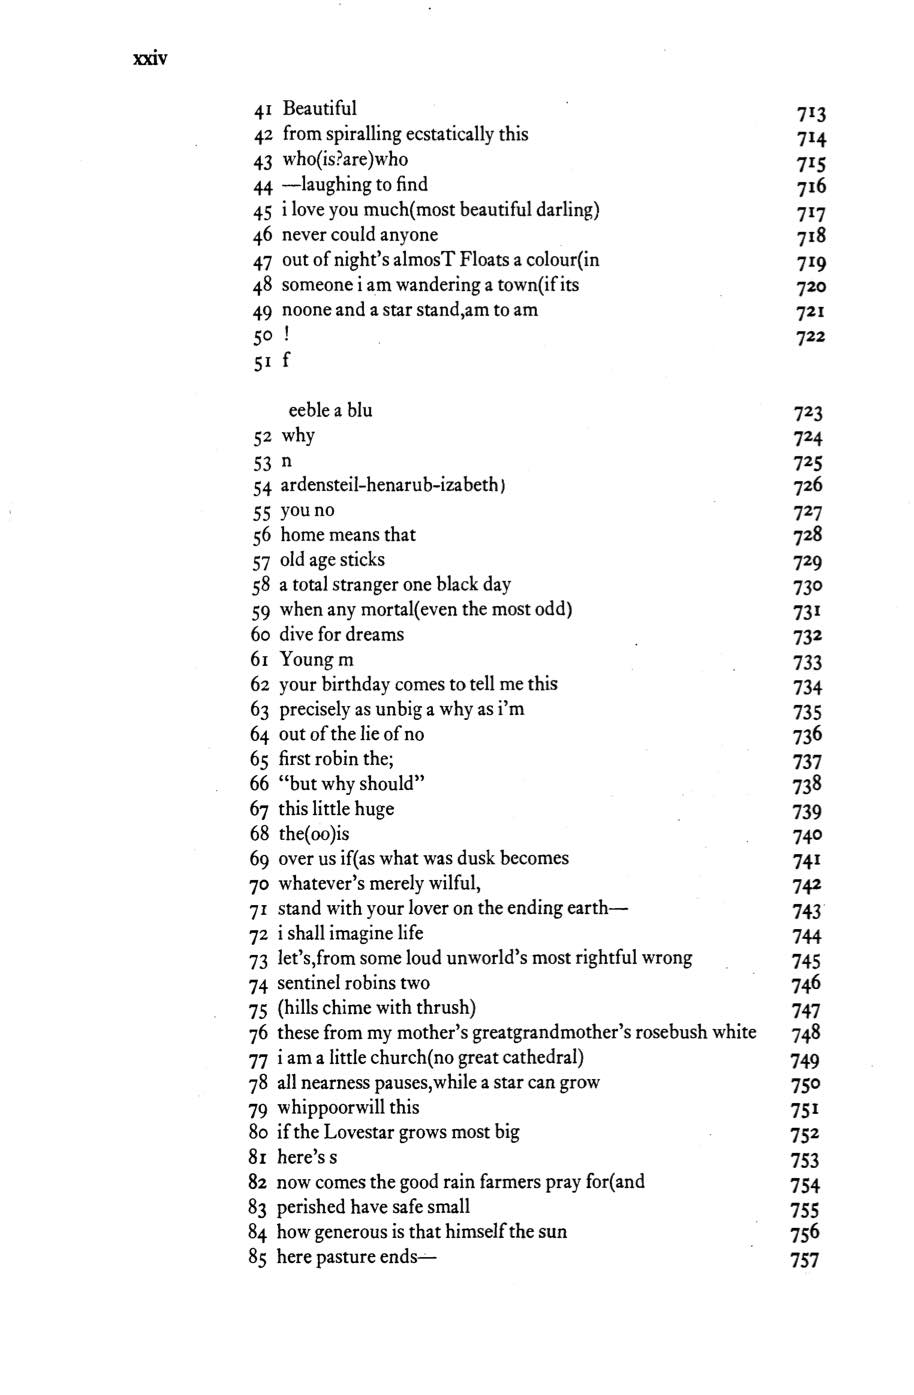 xxiv
41 Beautiful 713
42 from spiralling ecstatically this 714
43 who(is?are)who 715
44 —laughing to find 716
45 i love you much(most beautiful darling) 717
46 never could anyone 718
47 out of night's almosT Floats a colour(in 719
48 someone i am wandering a town(if its 720
49 noone and a star stand,am to am 721
50 ! 722
51 f
eeble a blu 723
52 why 724
53 n 725
54 ardensteil-henarub-izabeth) 726
55 you no 727
56 home means that 728
57 old age sticks 729
58 a total stranger one black day 730
59 when any mortal(even the most odd) 731
60 dive for dreams 732
61 Young m 733
62 your birthday comes to tell me this 734
63 precisely as unbig a why as i'm 735
64 out of the lie of no 736
65 first robin the; 737
66 “but why should” 738
67 this little huge 739
68 the(oo)is 740
69 over us if(as what was dusk becomes 741
70 whatever's merely wilful, 742
71 stand with your lover on the ending earth— 743
72 i shall imagine life 744
73 let's,from some loud unworld's most rightful wrong 745
74 sentinel robins two 746
75 (hills chime with thrush) 747
76 these from my mother's greatgrandmother's rosebush white 748
77 i am a little church(no great cathedral) 749
78 all nearness pauses,while a star can grow 750
79 whippoorwill this 751
80 if the Lovestar grows most big 752
81 here's s 753
82 now comes the good rain farmers pray for(and 754
83 perished have safe small 755
84 how generous is that himself the sun 756
85 here pasture ends— 757